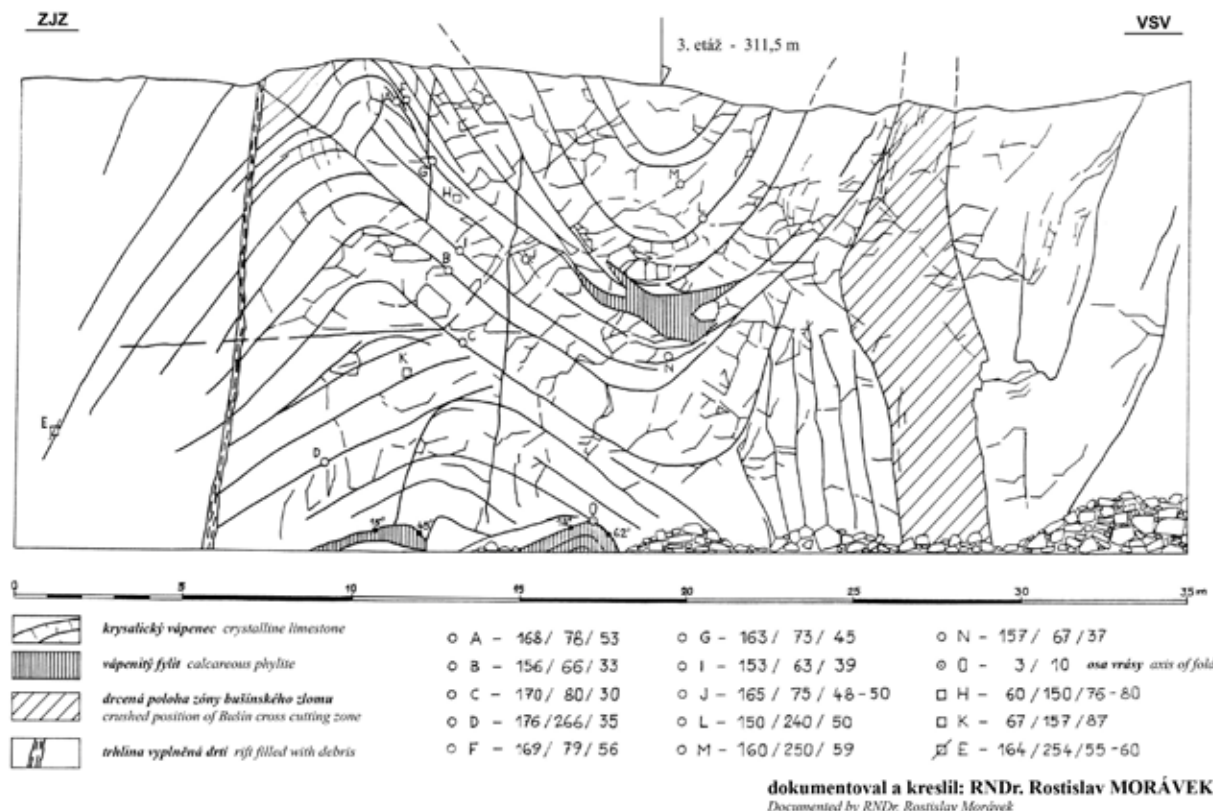 ZJZ
VSV
3. etáž - 311,5 m
G
H
M
B
C
K
N
E
D
O
15°
62°
0 5 10 15 20 25 30 35 m
krysalický vápenec crystalline limestone
vápenitý fylit calcareous phylite
drcená poloha zóny bušínského zlomu
crushed position of Bušin cross cutting zone
trhlina vyplněná drtí rift filled with debris
A - 168/ 78/ 53
B - 156/ 66/ 33
C - 170/ 80/ 30
D - 176/266/ 35
F - 169/ 79/ 56
G - 163/ 73/ 45
I - 153/ 63/ 39
J - 165/ 75/ 48-50
L - 150/240/ 50
M - 160/250/ 59
N - 157/ 67/ 37
O - 3/ 10 osa vrásy axis of fold
H - 60/150/76-80
K - 67/157/87
E - 164/254/55-60
dokumentoval a kreslil: RNDr. Rostislav MORÁVEK
Documented by RNDr. Rostislav Morávek